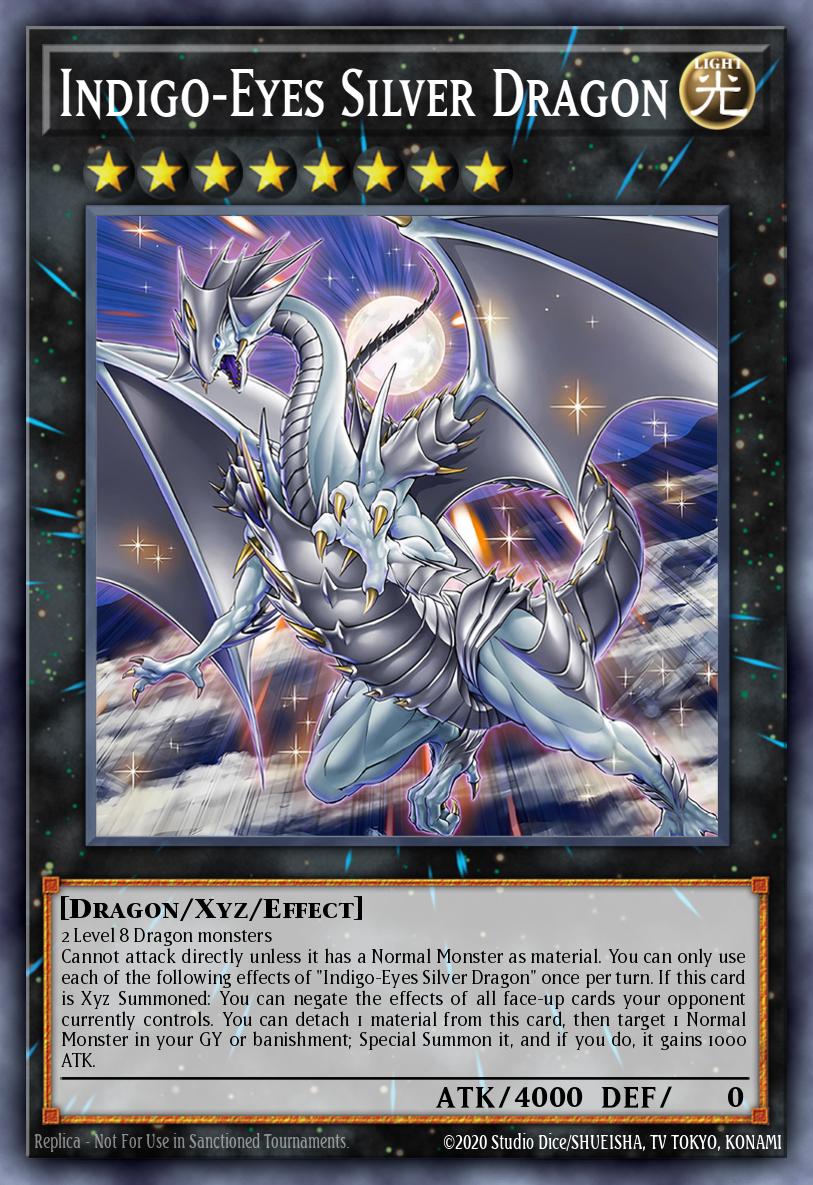 Indigo-Eyes Silver Dragon
LIGHT
光
[Dragon/Xyz/Effect]
2 Level 8 Dragon monsters
Cannot attack directly unless it has a Normal Monster as material. You can only use
each of the following effects of "Indigo-Eyes Silver Dragon" once per turn. If this card
is Xyz Summoned: You can negate the effects of all face-up cards your opponent
currently controls. You can detach 1 material from this card, then target 1 Normal
Monster in your GY or banishment; Special Summon it, and if you do, it gains 1000
ATK.
ATK/4000 DEF/ 0
Replica - Not For Use in Sanctioned Tournaments.
©2020 Studio Dice/SHUEISHA, TV TOKYO, KONAMI